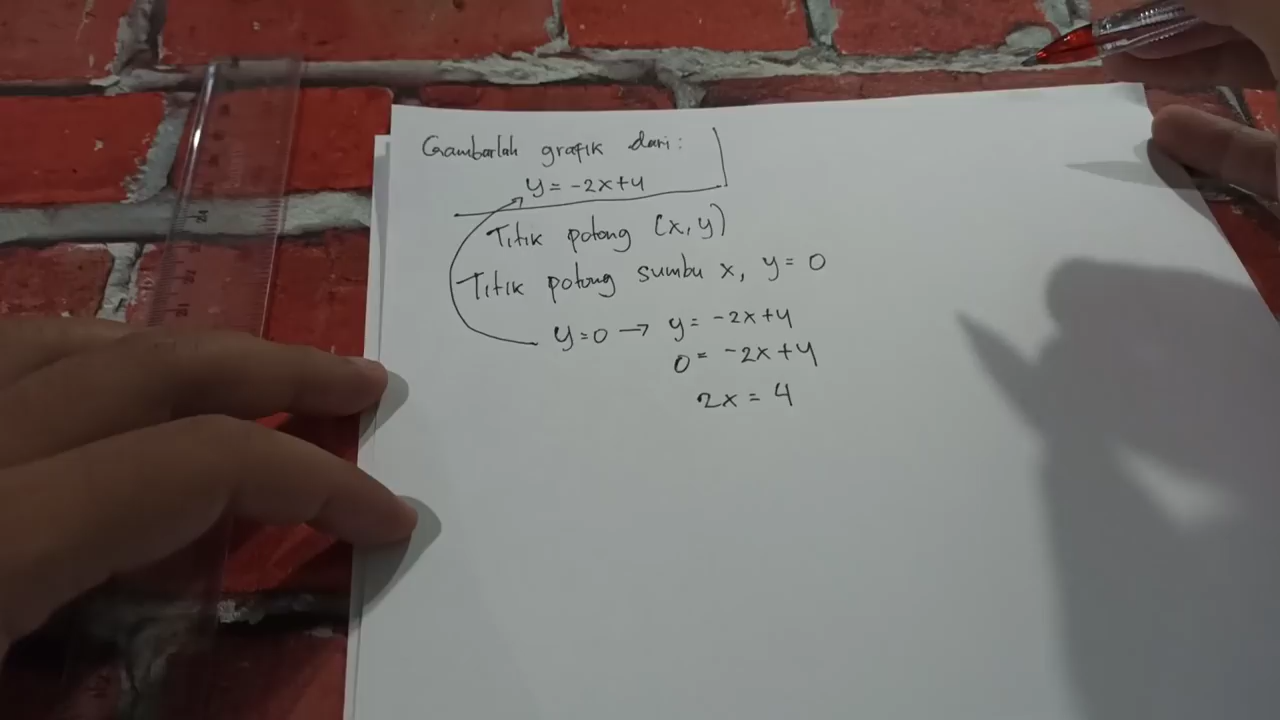 Gambarlah grafik dari:
y = -2x+4
Titik potong (x, y)
Titik potong sumbu x, y = 0
y=0 → y = -2x+4
0 = -2x+4
2x = 4